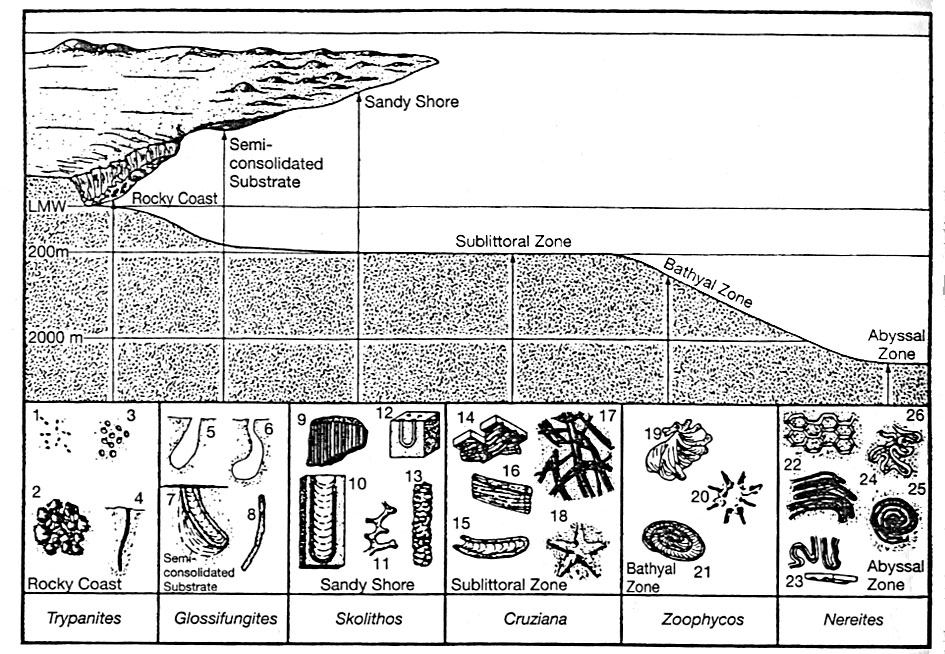 Sandy Shore
Semi-
consolidated
Substrate
Rocky Coast
LMW
Sublittoral Zone
200m
Bathyal Zone
2000 m
Abyssal
Zone
1
3
2
4
Rocky Coast
5
6
7
8
Semi-
consolidated
Substrate
9
12
10
13
11
Sandy Shore
14
17
16
15
18
Sublittoral Zone
19
20
21
Bathyal
Zone
26
22
24
25
23
Abyssal
Zone
Trypanites
Glossifungites
Skolithos
Cruziana
Zoophycos
Nereites